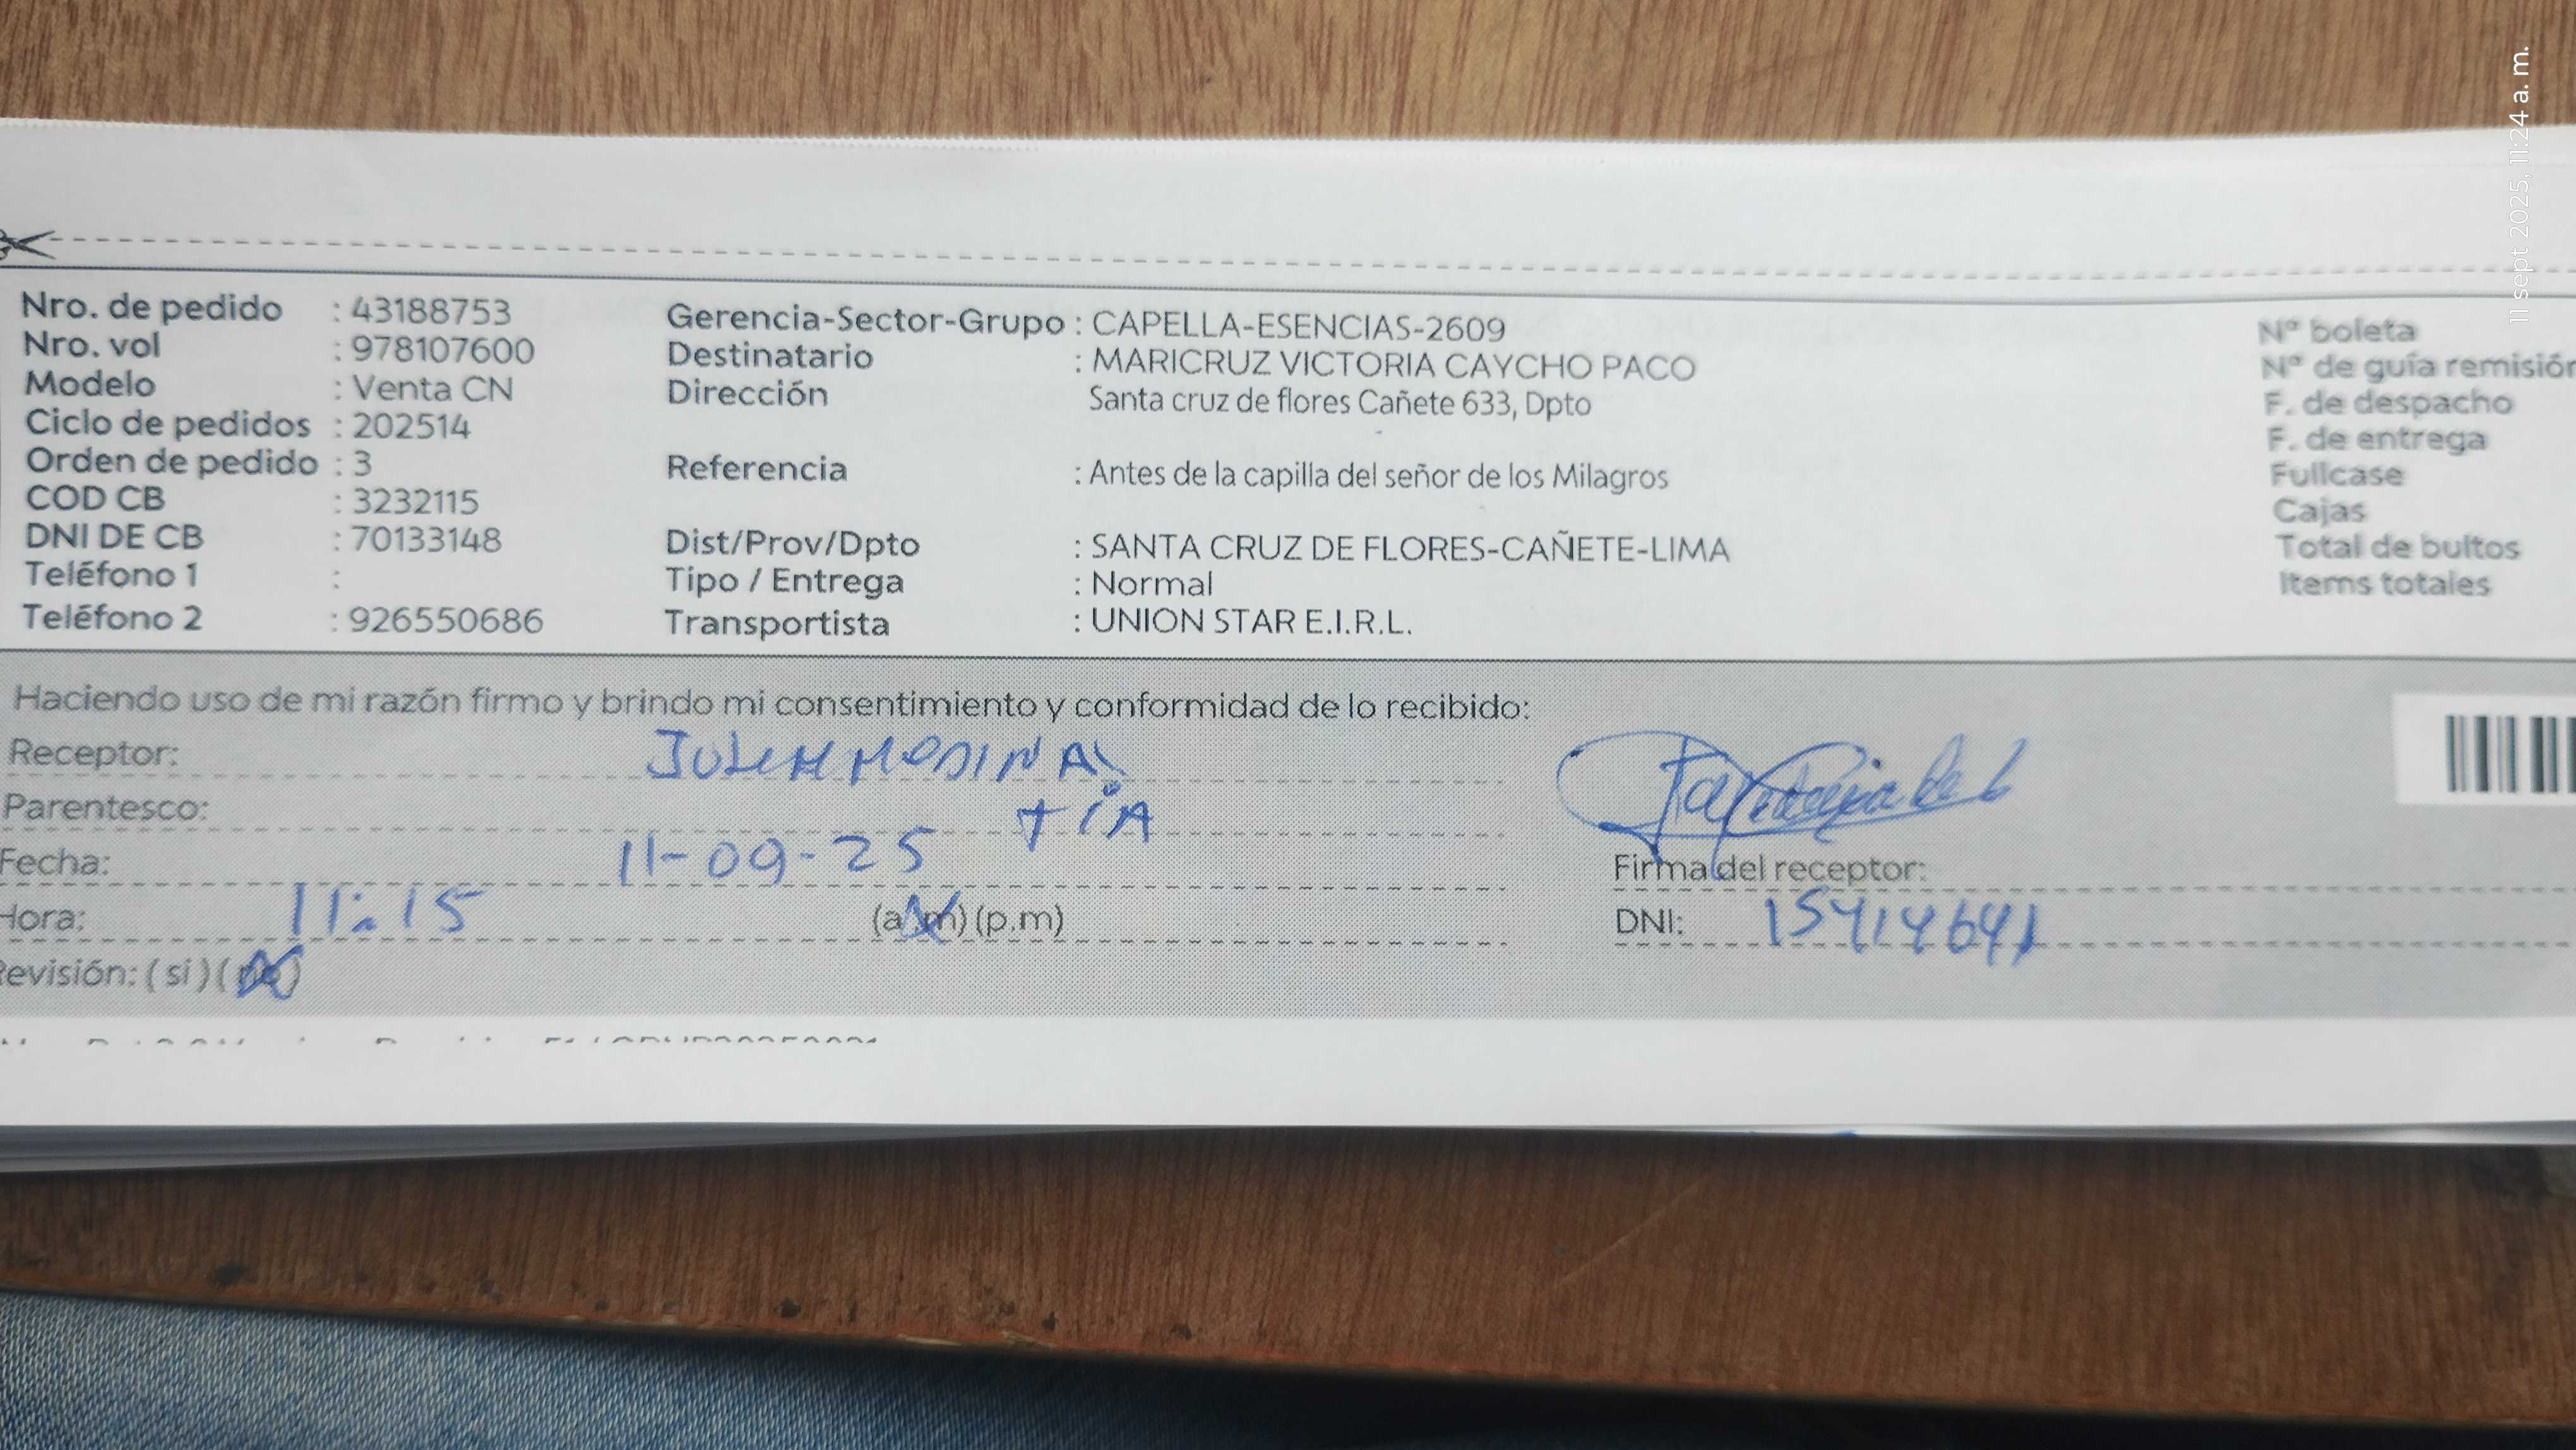 Nro. de pedido : 43188753
Nro. vol : 978107600
Modelo : Venta CN
Ciclo de pedidos : 202514
Orden de pedido : 3
COD CB : 3232115
DNI DE CB : 70133148
Teléfono 1 :
Teléfono 2 : 926550686
Gerencia-Sector-Grupo : CAPELLA-ESENCIAS-2609
Destinatario : MARICRUZ VICTORIA CAYCHO PACO
Dirección Santa cruz de flores Cañete 633, Dpto
Referencia : Antes de la capilla del señor de los Milagros
Dist/Prov/Dpto : SANTA CRUZ DE FLORES-CAÑETE-LIMA
Tipo / Entrega : Normal
Transportista : UNION STAR E.I.R.L.
Nº boleta
Nº de guía remisión
F. de despacho
F. de entrega
Fullcase
Cajas
Total de bultos
Items totales
Haciendo uso de mi razón firmo y brindo mi consentimiento y conformidad de lo recibido:
Receptor: MEDINA
Parentesco: TÍA
Fecha: 11-09-25
Hora: 11:15 (a.m) (p.m)
Revisión: (si) (no)
Firma del receptor:
DNI: 15414641
11 sept 2025, 11:24 a. m.